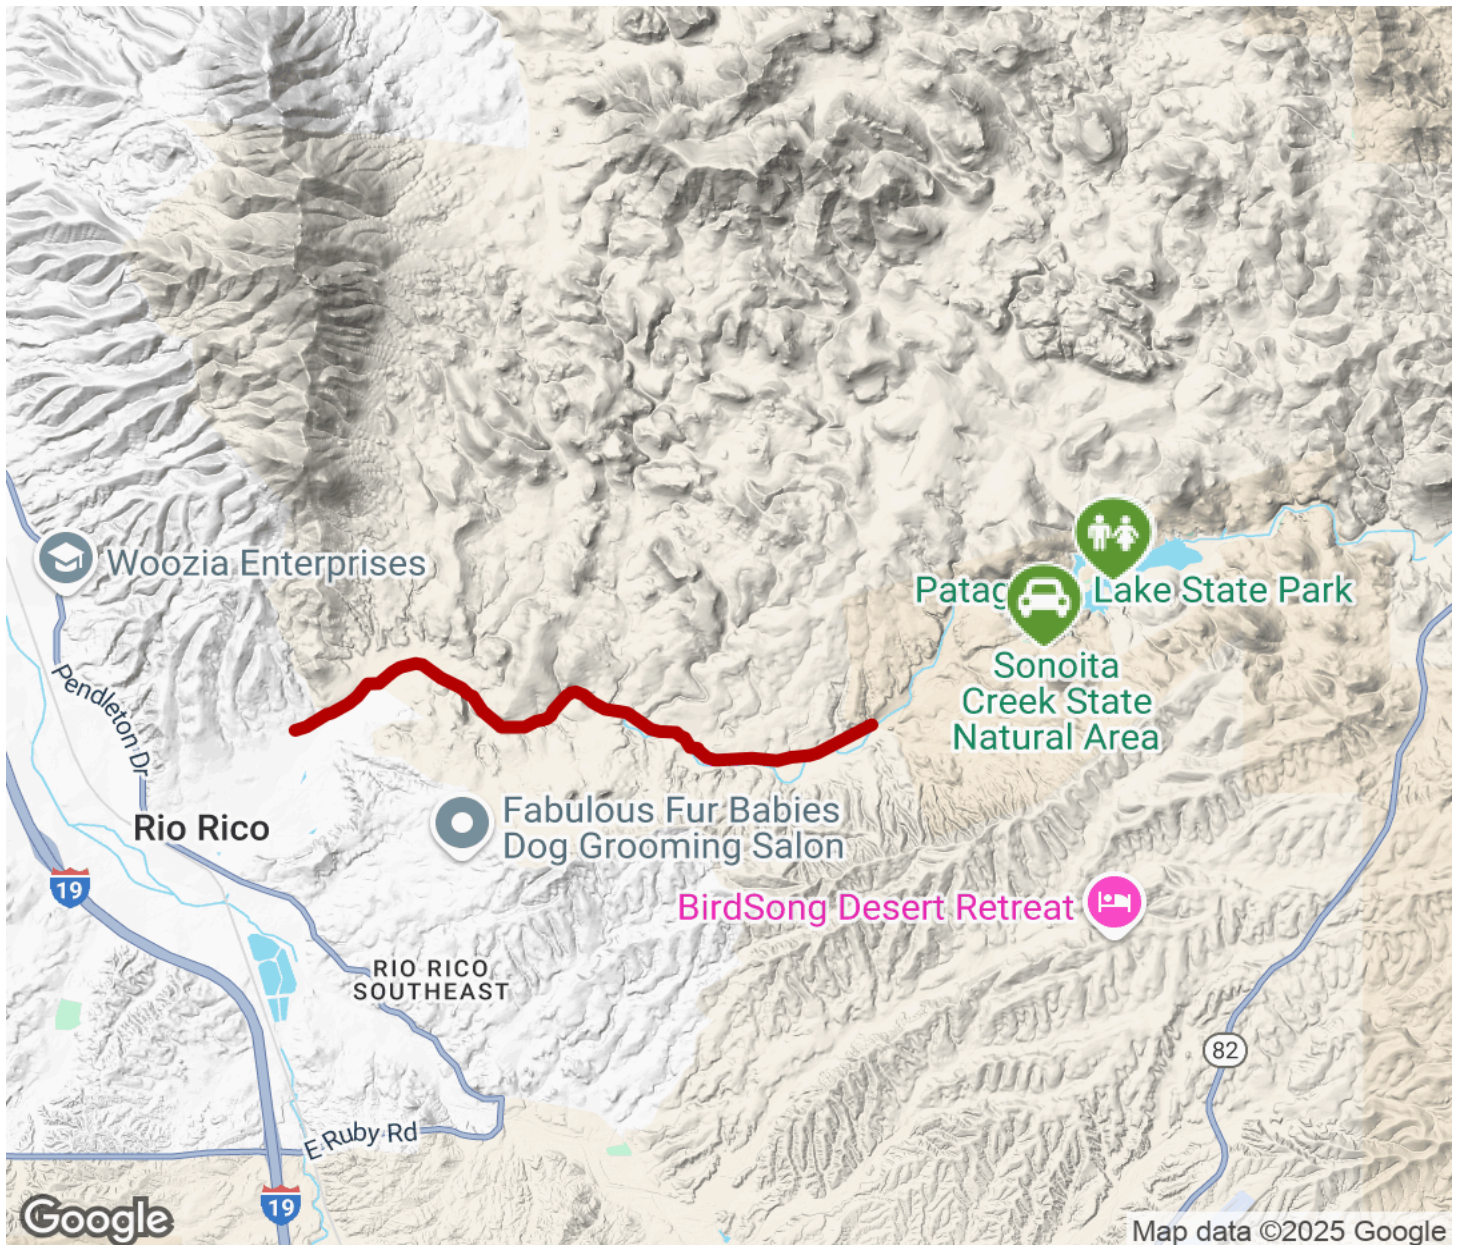 Woozia Enterprises
Patag
Lake State Park
Sonoita
Creek State
Natural Area
Pendleton Dr
Rio Rico
Fabulous Fur Babies
Dog Grooming Salon
19
BirdSong Desert Retreat
RIO RICO
SOUTHEAST
82
E Ruby Rd
19
Google
Map data ©2025 Google